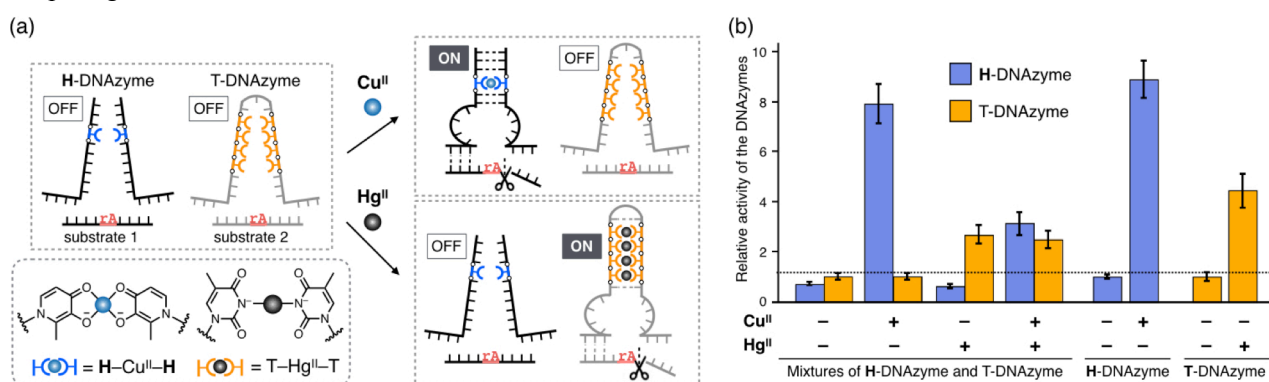 (a)
H-DNAzyme
T-DNAzyme
OFF
OFF
rA
rA
substrate 1
substrate 2
Cu^II
Hg^II
ON
OFF
rA
rA
OFF
ON
rA
O
O
O
O
O⁻
O⁻
N
N
O
O
N⁻
N⁻
O
O
N
N
= H–Cu^II–H
= T–Hg^II–T
(b)
Relative activity of the DNAzymes
10
8
6
4
2
0
H-DNAzyme
T-DNAzyme
Cu^II – + – + – + – –
Hg^II – – + + – – – +
Mixtures of H-DNAzyme and T-DNAzyme
H-DNAzyme
T-DNAzyme